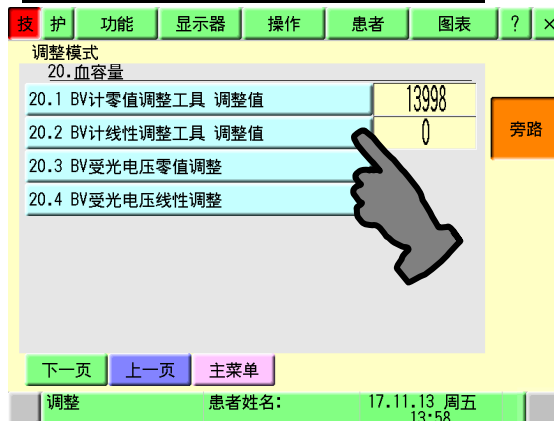 技 护 功能 显示器 操作 患者 图表 ? ×
调整模式
20.血容量
20.1 BV计零值调整工具 调整值 13998
20.2 BV计线性调整工具 调整值 0
旁路
20.3 BV受光电压零值调整
20.4 BV受光电压线性调整
下一页 上一页 主菜单
调整 患者姓名: 17.11.13 周五
13:58